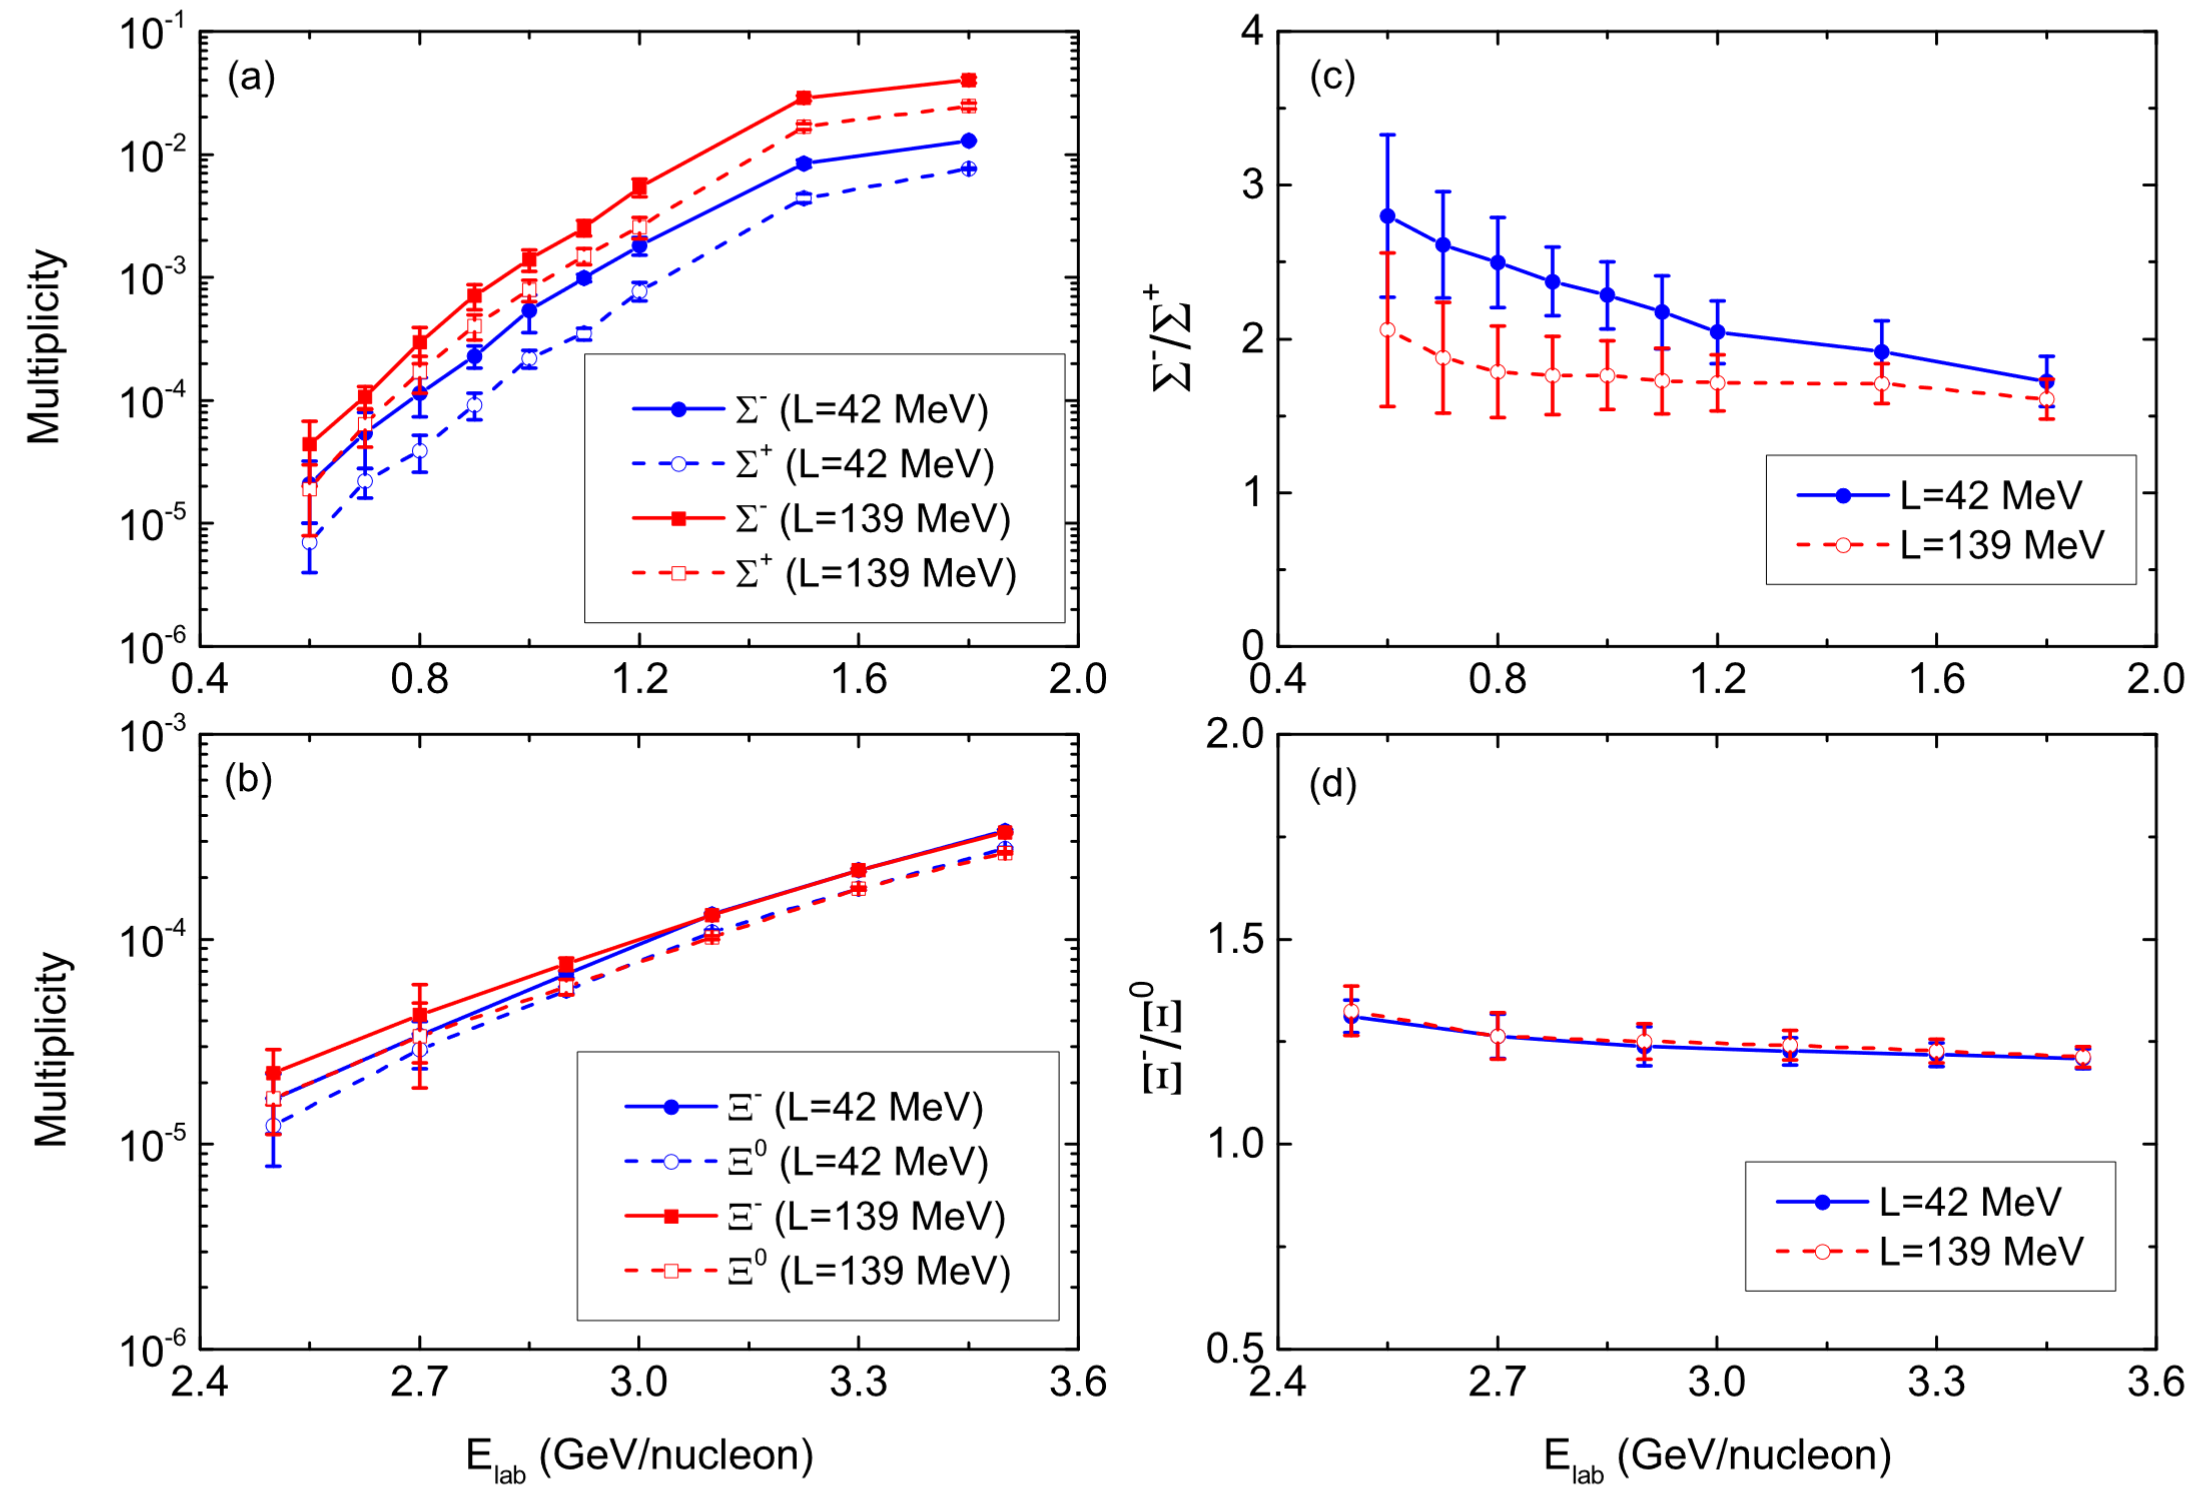 (a)
Multiplicity
10⁻¹
10⁻²
10⁻³
10⁻⁴
10⁻⁵
10⁻⁶
0.4 0.8 1.2 1.6 2.0
Σ⁻ (L=42 MeV)
Σ⁺ (L=42 MeV)
Σ⁻ (L=139 MeV)
Σ⁺ (L=139 MeV)
(c)
Σ⁻/Σ⁺
4
3
2
1
0
0.4 0.8 1.2 1.6 2.0
L=42 MeV
L=139 MeV
(b)
Multiplicity
10⁻³
10⁻⁴
10⁻⁵
10⁻⁶
2.4 2.7 3.0 3.3 3.6
Ξ⁻ (L=42 MeV)
Ξ⁰ (L=42 MeV)
Ξ⁻ (L=139 MeV)
Ξ⁰ (L=139 MeV)
E_lab (GeV/nucleon)
(d)
Ξ⁻/Ξ⁰
2.0
1.5
1.0
0.5
2.4 2.7 3.0 3.3 3.6
L=42 MeV
L=139 MeV
E_lab (GeV/nucleon)